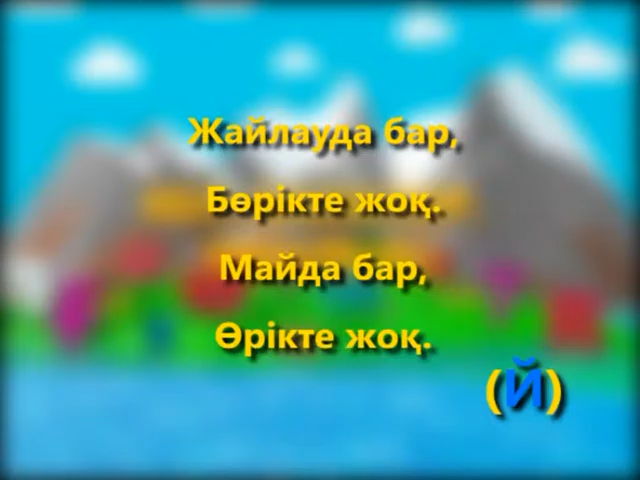 Жайлауда бар,
Бөрікте жоқ.
Майда бар,
Өрікте жоқ.
(Й)